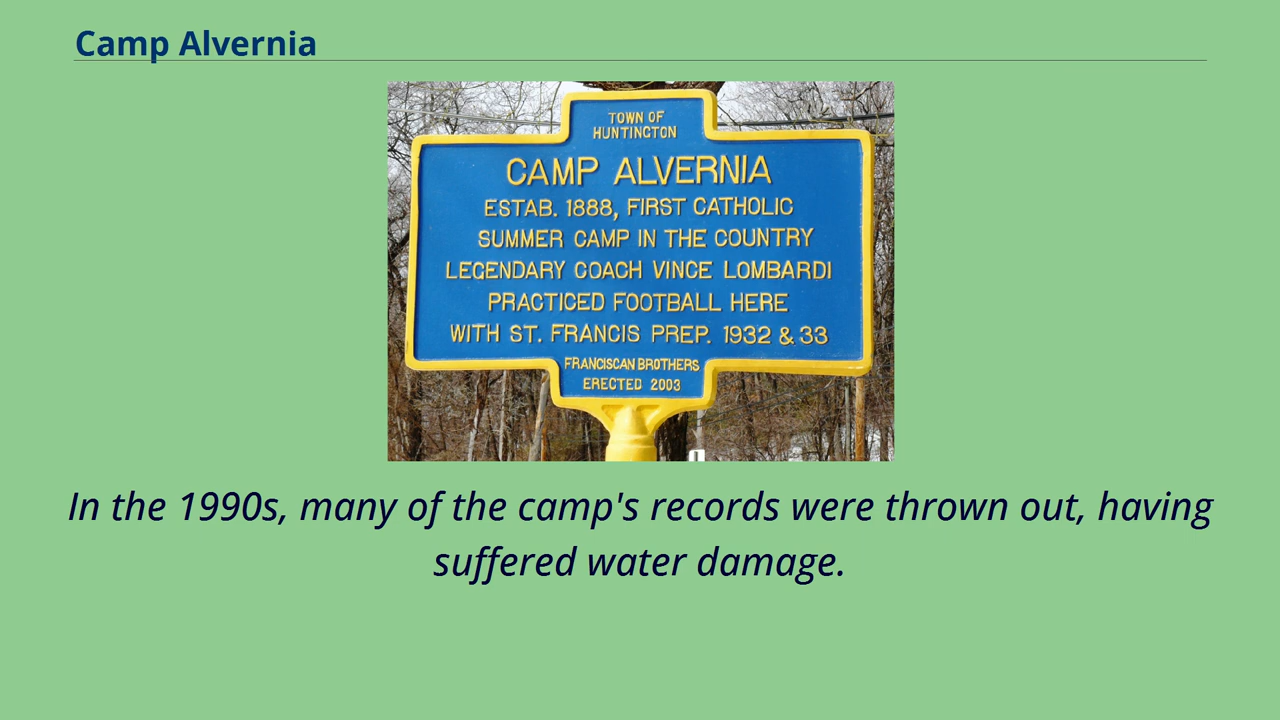 Camp Alvernia
TOWN OF
HUNTINGTON
CAMP ALVERNIA
ESTAB. 1888, FIRST CATHOLIC
SUMMER CAMP IN THE COUNTRY
LEGENDARY COACH VINCE LOMBARDI
PRACTICED FOOTBALL HERE
WITH ST. FRANCIS PREP. 1932 & 33
FRANCISCAN BROTHERS
ERECTED 2003
In the 1990s, many of the camp's records were thrown out, having
suffered water damage.